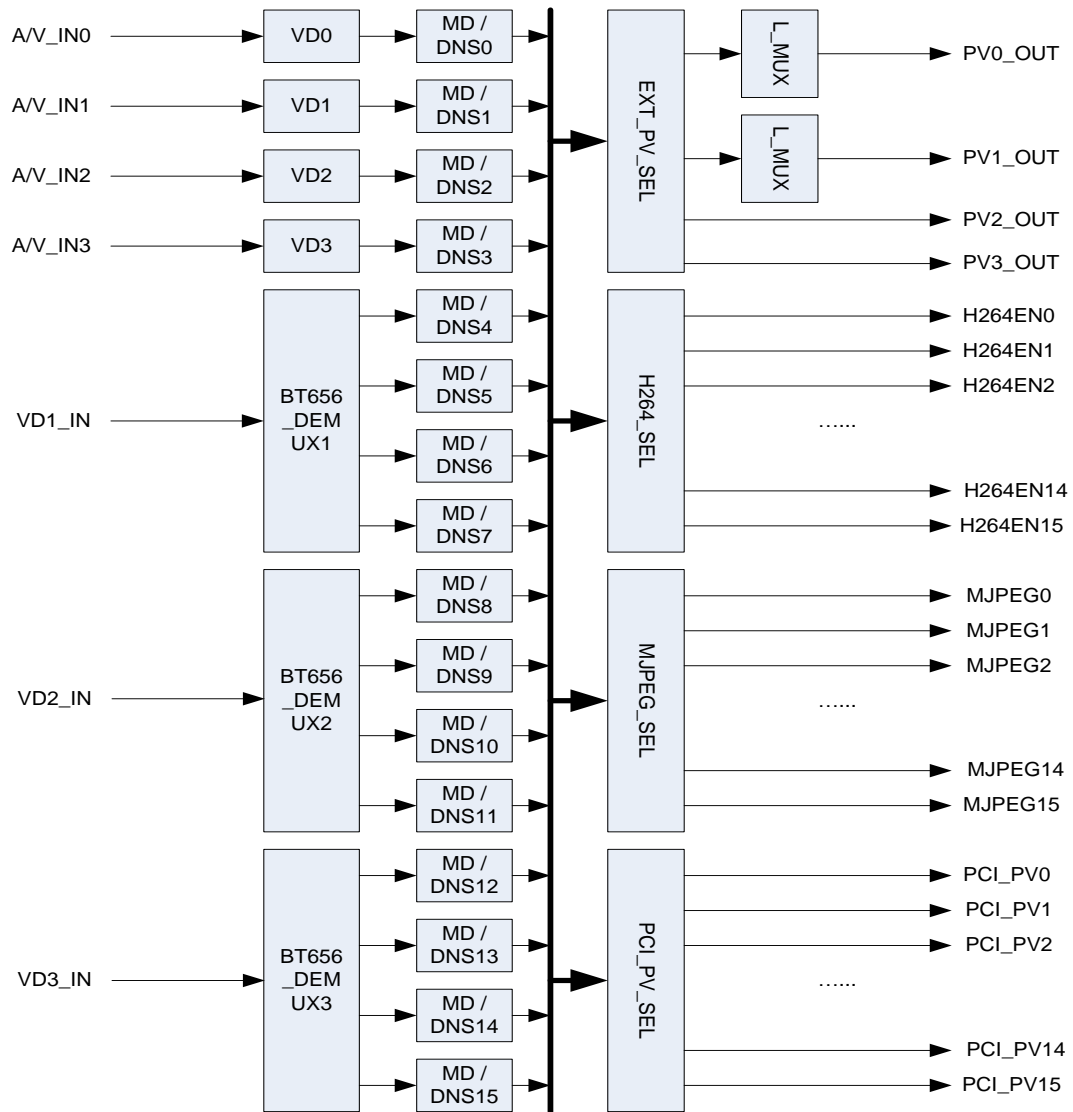 A/V_IN0
VD0
MD /
DNS0
A/V_IN1
VD1
MD /
DNS1
A/V_IN2
VD2
MD /
DNS2
A/V_IN3
VD3
MD /
DNS3
VD1_IN
BT656
_DEM
UX1
MD /
DNS4
MD /
DNS5
MD /
DNS6
MD /
DNS7
VD2_IN
BT656
_DEM
UX2
MD /
DNS8
MD /
DNS9
MD /
DNS10
MD /
DNS11
VD3_IN
BT656
_DEM
UX3
MD /
DNS12
MD /
DNS13
MD /
DNS14
MD /
DNS15
EXT_PV_SEL
L_MUX
PV0_OUT
L_MUX
PV1_OUT
PV2_OUT
PV3_OUT
H264_SEL
H264EN0
H264EN1
H264EN2
…...
H264EN14
H264EN15
MJPEG_SEL
MJPEG0
MJPEG1
MJPEG2
…...
MJPEG14
MJPEG15
PCI_PV_SEL
PCI_PV0
PCI_PV1
PCI_PV2
…...
PCI_PV14
PCI_PV15